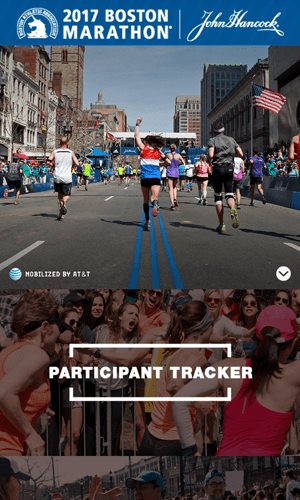 2017 BOSTON
MARATHON®
John Hancock
MOBILIZED BY AT&T
PARTICIPANT TRACKER